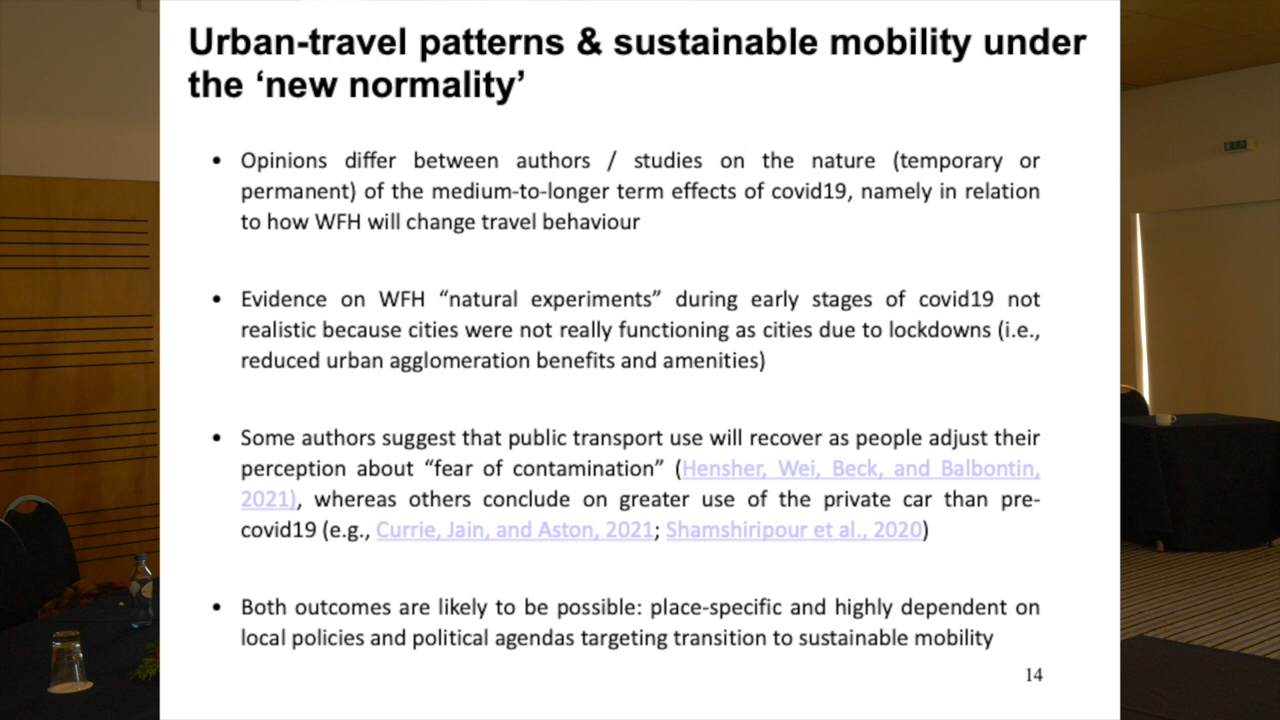 Urban-travel patterns & sustainable mobility under
the ‘new normality’
• Opinions differ between authors / studies on the nature (temporary or
permanent) of the medium-to-longer term effects of covid19, namely in relation
to how WFH will change travel behaviour
• Evidence on WFH “natural experiments” during early stages of covid19 not
realistic because cities were not really functioning as cities due to lockdowns (i.e.,
reduced urban agglomeration benefits and amenities)
• Some authors suggest that public transport use will recover as people adjust their
perception about “fear of contamination” (Hensher, Wei, Beck, and Balbontin,
2021), whereas others conclude on greater use of the private car than pre-
covid19 (e.g., Currie, Jain, and Aston, 2021; Shamshiripour et al., 2020)
• Both outcomes are likely to be possible: place-specific and highly dependent on
local policies and political agendas targeting transition to sustainable mobility
14